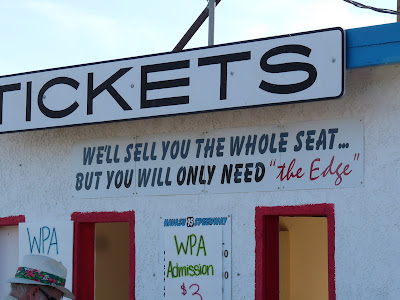 TICKETS
WE'LL SELL YOU THE WHOLE SEAT...
BUT YOU WILL ONLY NEED "the Edge"
WPA
SPEEDWAY
WPA
Admission
$3